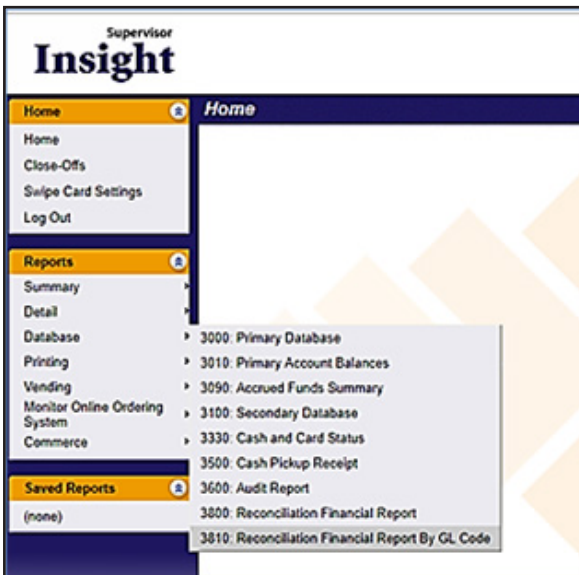 Supervisor
Insight
Home
Home
Home
Close-Offs
Swipe Card Settings
Log Out
Reports
Summary
Detail
Database
Printing
Vending
Monitor Online Ordering
System
Commerce
3000: Primary Database
3010: Primary Account Balances
3090: Accrued Funds Summary
3100: Secondary Database
3330: Cash and Card Status
3500: Cash Pickup Receipt
3600: Audit Report
3800: Reconciliation Financial Report
3810: Reconciliation Financial Report By GL Code
Saved Reports
(none)